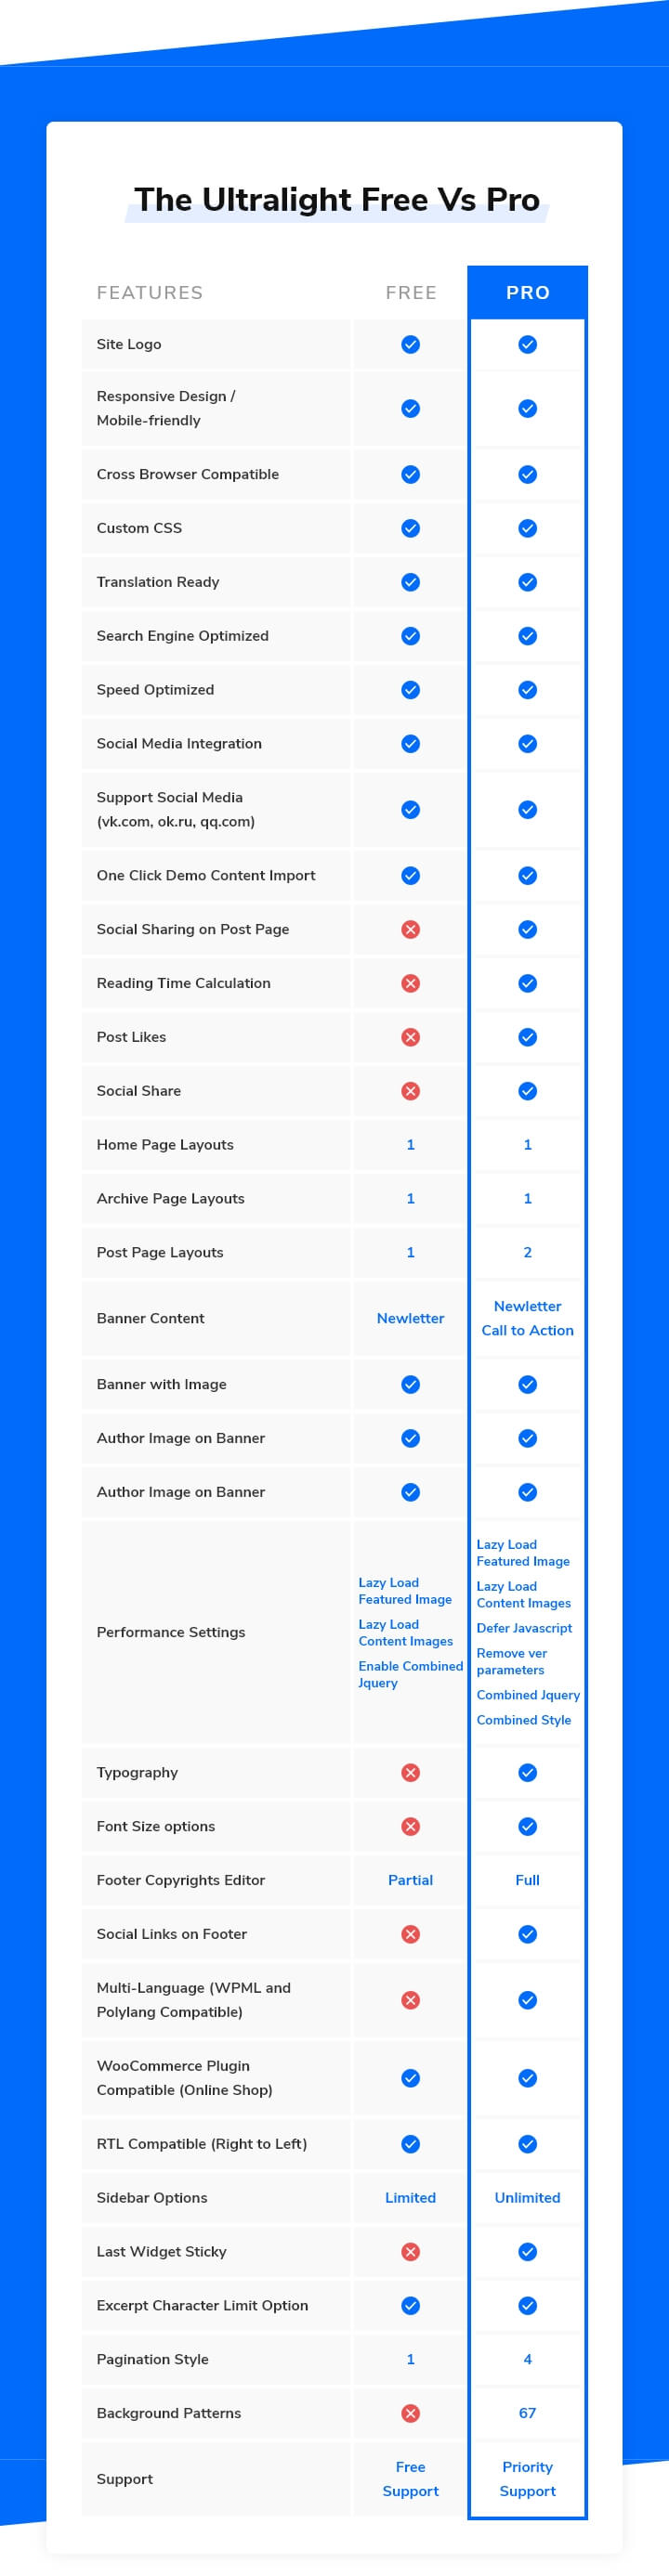 The Ultralight Free Vs Pro
FEATURES FREE PRO
Site Logo
Responsive Design /
Mobile-friendly
Cross Browser Compatible
Custom CSS
Translation Ready
Search Engine Optimized
Speed Optimized
Social Media Integration
Support Social Media
(vk.com, ok.ru, qq.com)
One Click Demo Content Import
Social Sharing on Post Page
Reading Time Calculation
Post Likes
Social Share
Home Page Layouts 1 1
Archive Page Layouts 1 1
Post Page Layouts 1 2
Banner Content Newletter Newletter
Call to Action
Banner with Image
Author Image on Banner
Author Image on Banner
Performance Settings
Lazy Load
Featured Image
Lazy Load
Content Images
Enable Combined
Jquery
Lazy Load
Featured Image
Lazy Load
Content Images
Defer Javascript
Remove ver
parameters
Combined Jquery
Combined Style
Typography
Font Size options
Footer Copyrights Editor Partial Full
Social Links on Footer
Multi-Language (WPML and
Polylang Compatible)
WooCommerce Plugin
Compatible (Online Shop)
RTL Compatible (Right to Left)
Sidebar Options Limited Unlimited
Last Widget Sticky
Excerpt Character Limit Option
Pagination Style 1 4
Background Patterns 67
Support
Free
Support
Priority
Support